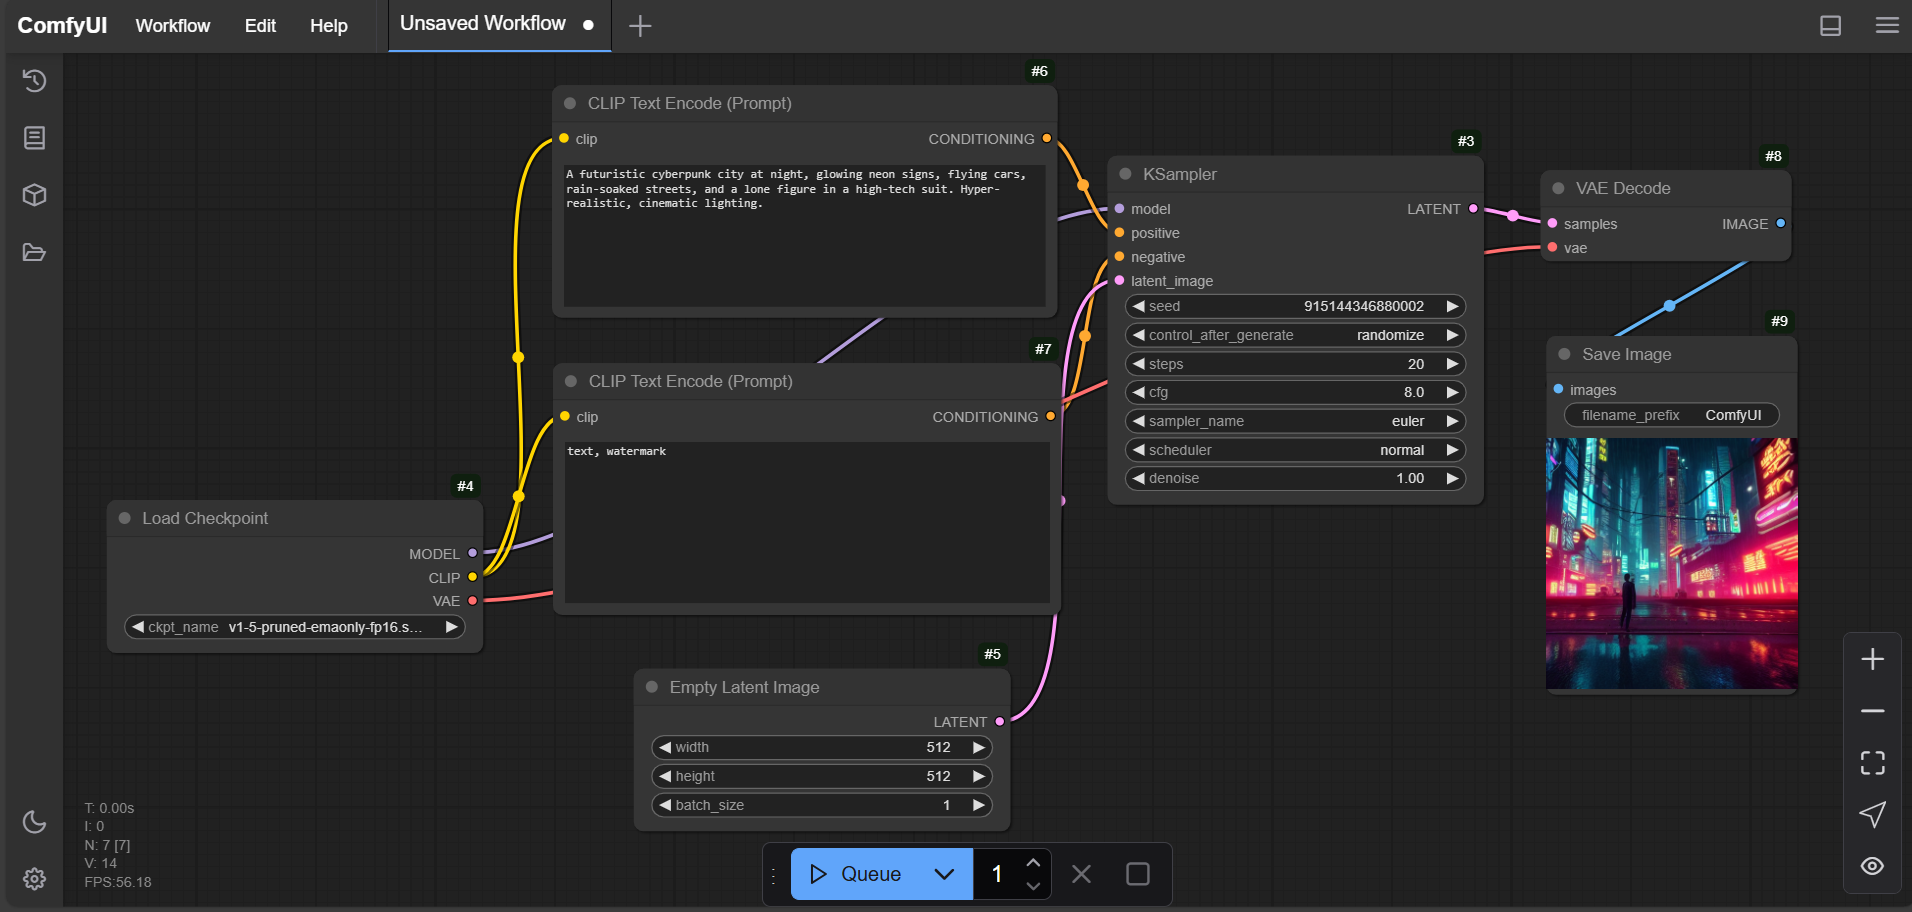 ComfyUI Workflow Edit Help Unsaved Workflow
#6
CLIP Text Encode (Prompt)
clip CONDITIONING
A futuristic cyberpunk city at night, glowing neon signs, flying cars,
rain-soaked streets, and a lone figure in a high-tech suit. Hyper-
realistic, cinematic lighting.
#7
CLIP Text Encode (Prompt)
clip CONDITIONING
text, watermark
#4
Load Checkpoint
MODEL
CLIP
VAE
ckpt_name v1-5-pruned-emaonly-fp16.s...
#5
Empty Latent Image
LATENT
width 512
height 512
batch_size 1
#3
KSampler
model LATENT
positive
negative
latent_image
seed 915144346880002
control_after_generate randomize
steps 20
cfg 8.0
sampler_name euler
scheduler normal
denoise 1.00
#8
VAE Decode
samples IMAGE
vae
#9
Save Image
images
filename_prefix ComfyUI
T: 0.00s
I: 0
N: 7 [7]
V: 14
FPS:56.18
Queue 1